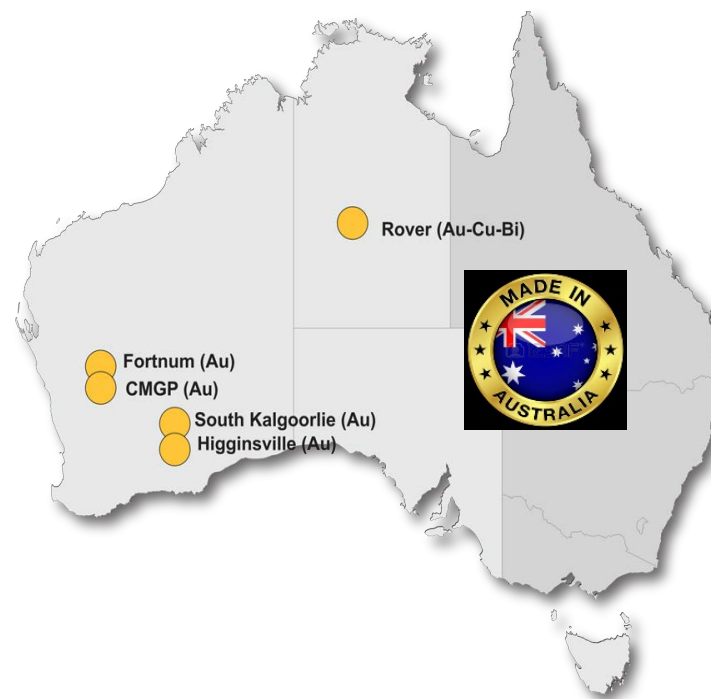 Rover (Au-Cu-Bi)
MADE IN
AUSTRALIA
Fortnum (Au)
CMGP (Au)
South Kalgoorlie (Au)
Higginsville (Au)